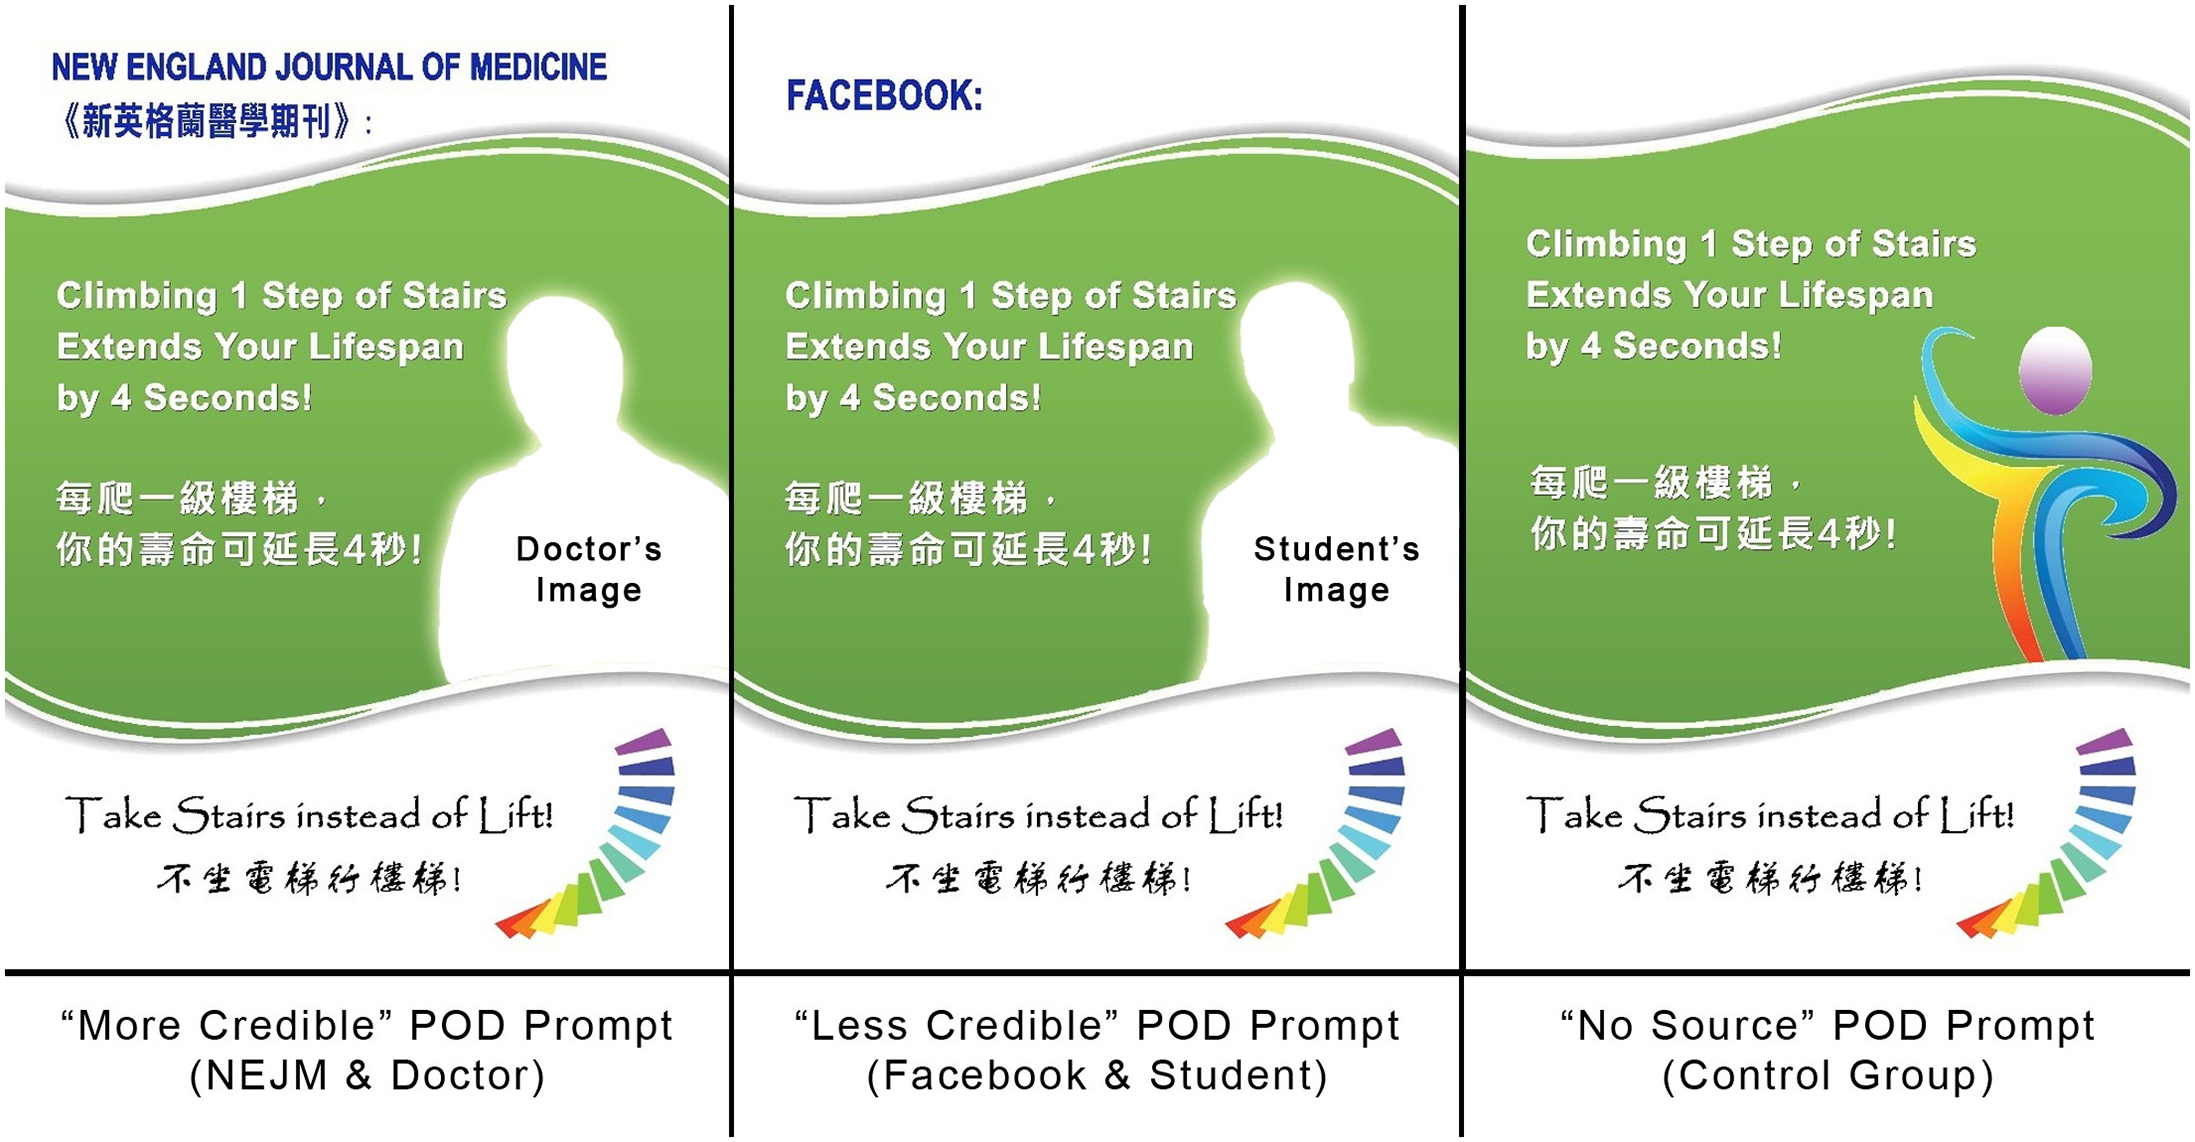 NEW ENGLAND JOURNAL OF MEDICINE
《新英格蘭醫學期刊》:
Climbing 1 Step of Stairs
Extends Your Lifespan
by 4 Seconds!
每爬一級樓梯，
你的壽命可延長4秒!
Doctor’s
Image
Take Stairs instead of Lift!
不坐電梯行樓梯!
“More Credible” POD Prompt
(NEJM & Doctor)
FACEBOOK:
Climbing 1 Step of Stairs
Extends Your Lifespan
by 4 Seconds!
每爬一級樓梯，
你的壽命可延長4秒!
Student’s
Image
Take Stairs instead of Lift!
不坐電梯行樓梯!
“Less Credible” POD Prompt
(Facebook & Student)
Climbing 1 Step of Stairs
Extends Your Lifespan
by 4 Seconds!
每爬一級樓梯，
你的壽命可延長4秒!
Take Stairs instead of Lift!
不坐電梯行樓梯!
“No Source” POD Prompt
(Control Group)